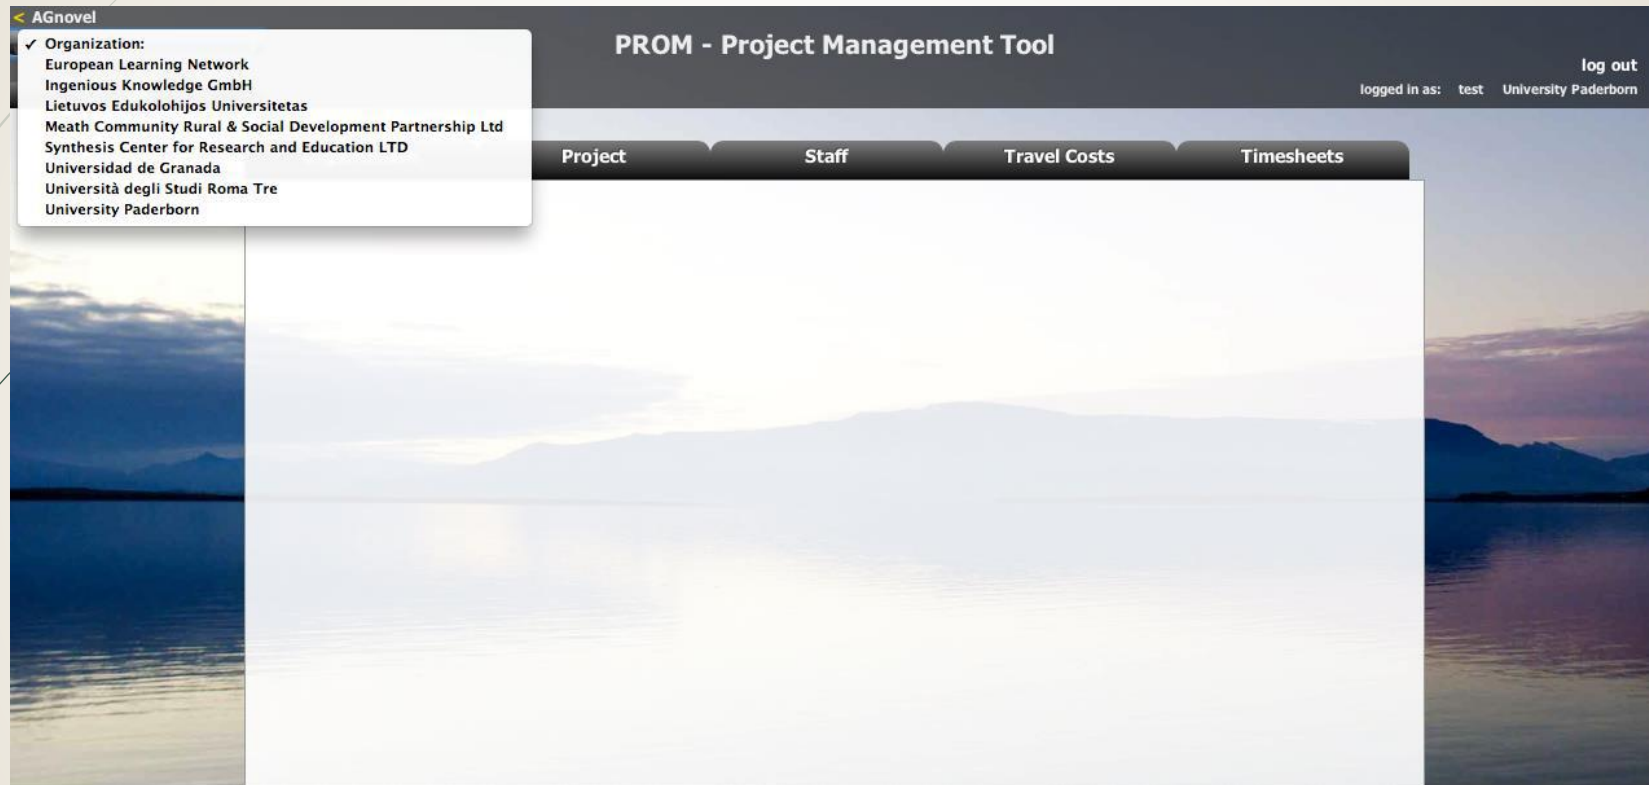 < AGnovel
✓ Organization:
European Learning Network
Ingenious Knowledge GmbH
Lietuvos Edukolohijos Universitetas
Meath Community Rural & Social Development Partnership Ltd
Synthesis Center for Research and Education LTD
Universidad de Granada
Università degli Studi Roma Tre
University Paderborn
PROM - Project Management Tool
log out
logged in as: test University Paderborn
Project Staff Travel Costs Timesheets